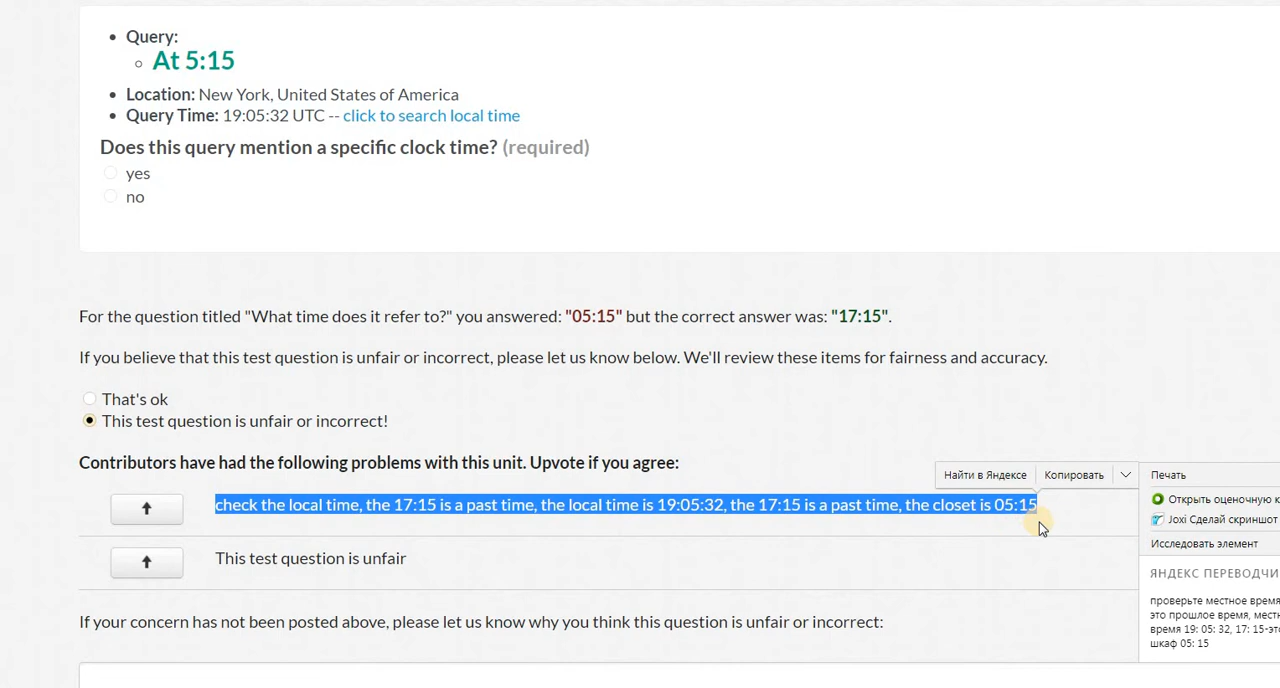 Query:
At 5:15
Location: New York, United States of America
Query Time: 19:05:32 UTC -- click to search local time
Does this query mention a specific clock time? (required)
yes
no
For the question titled "What time does it refer to?" you answered: "05:15" but the correct answer was: "17:15".
If you believe that this test question is unfair or incorrect, please let us know below. We'll review these items for fairness and accuracy.
That's ok
This test question is unfair or incorrect!
Contributors have had the following problems with this unit. Upvote if you agree:
Найти в Яндексе Копировать Печать
check the local time, the 17:15 is a past time, the local time is 19:05:32, the 17:15 is a past time, the closet is 05:15
Открыть оценочную к
Joxi Сделай скриншот
Исследовать элемент
This test question is unfair
ЯНДЕКС ПЕРЕВОДЧИ
проверьте местное время
это прошлое время, местн
время 19: 05: 32, 17: 15-это
шкаф 05: 15
If your concern has not been posted above, please let us know why you think this question is unfair or incorrect: